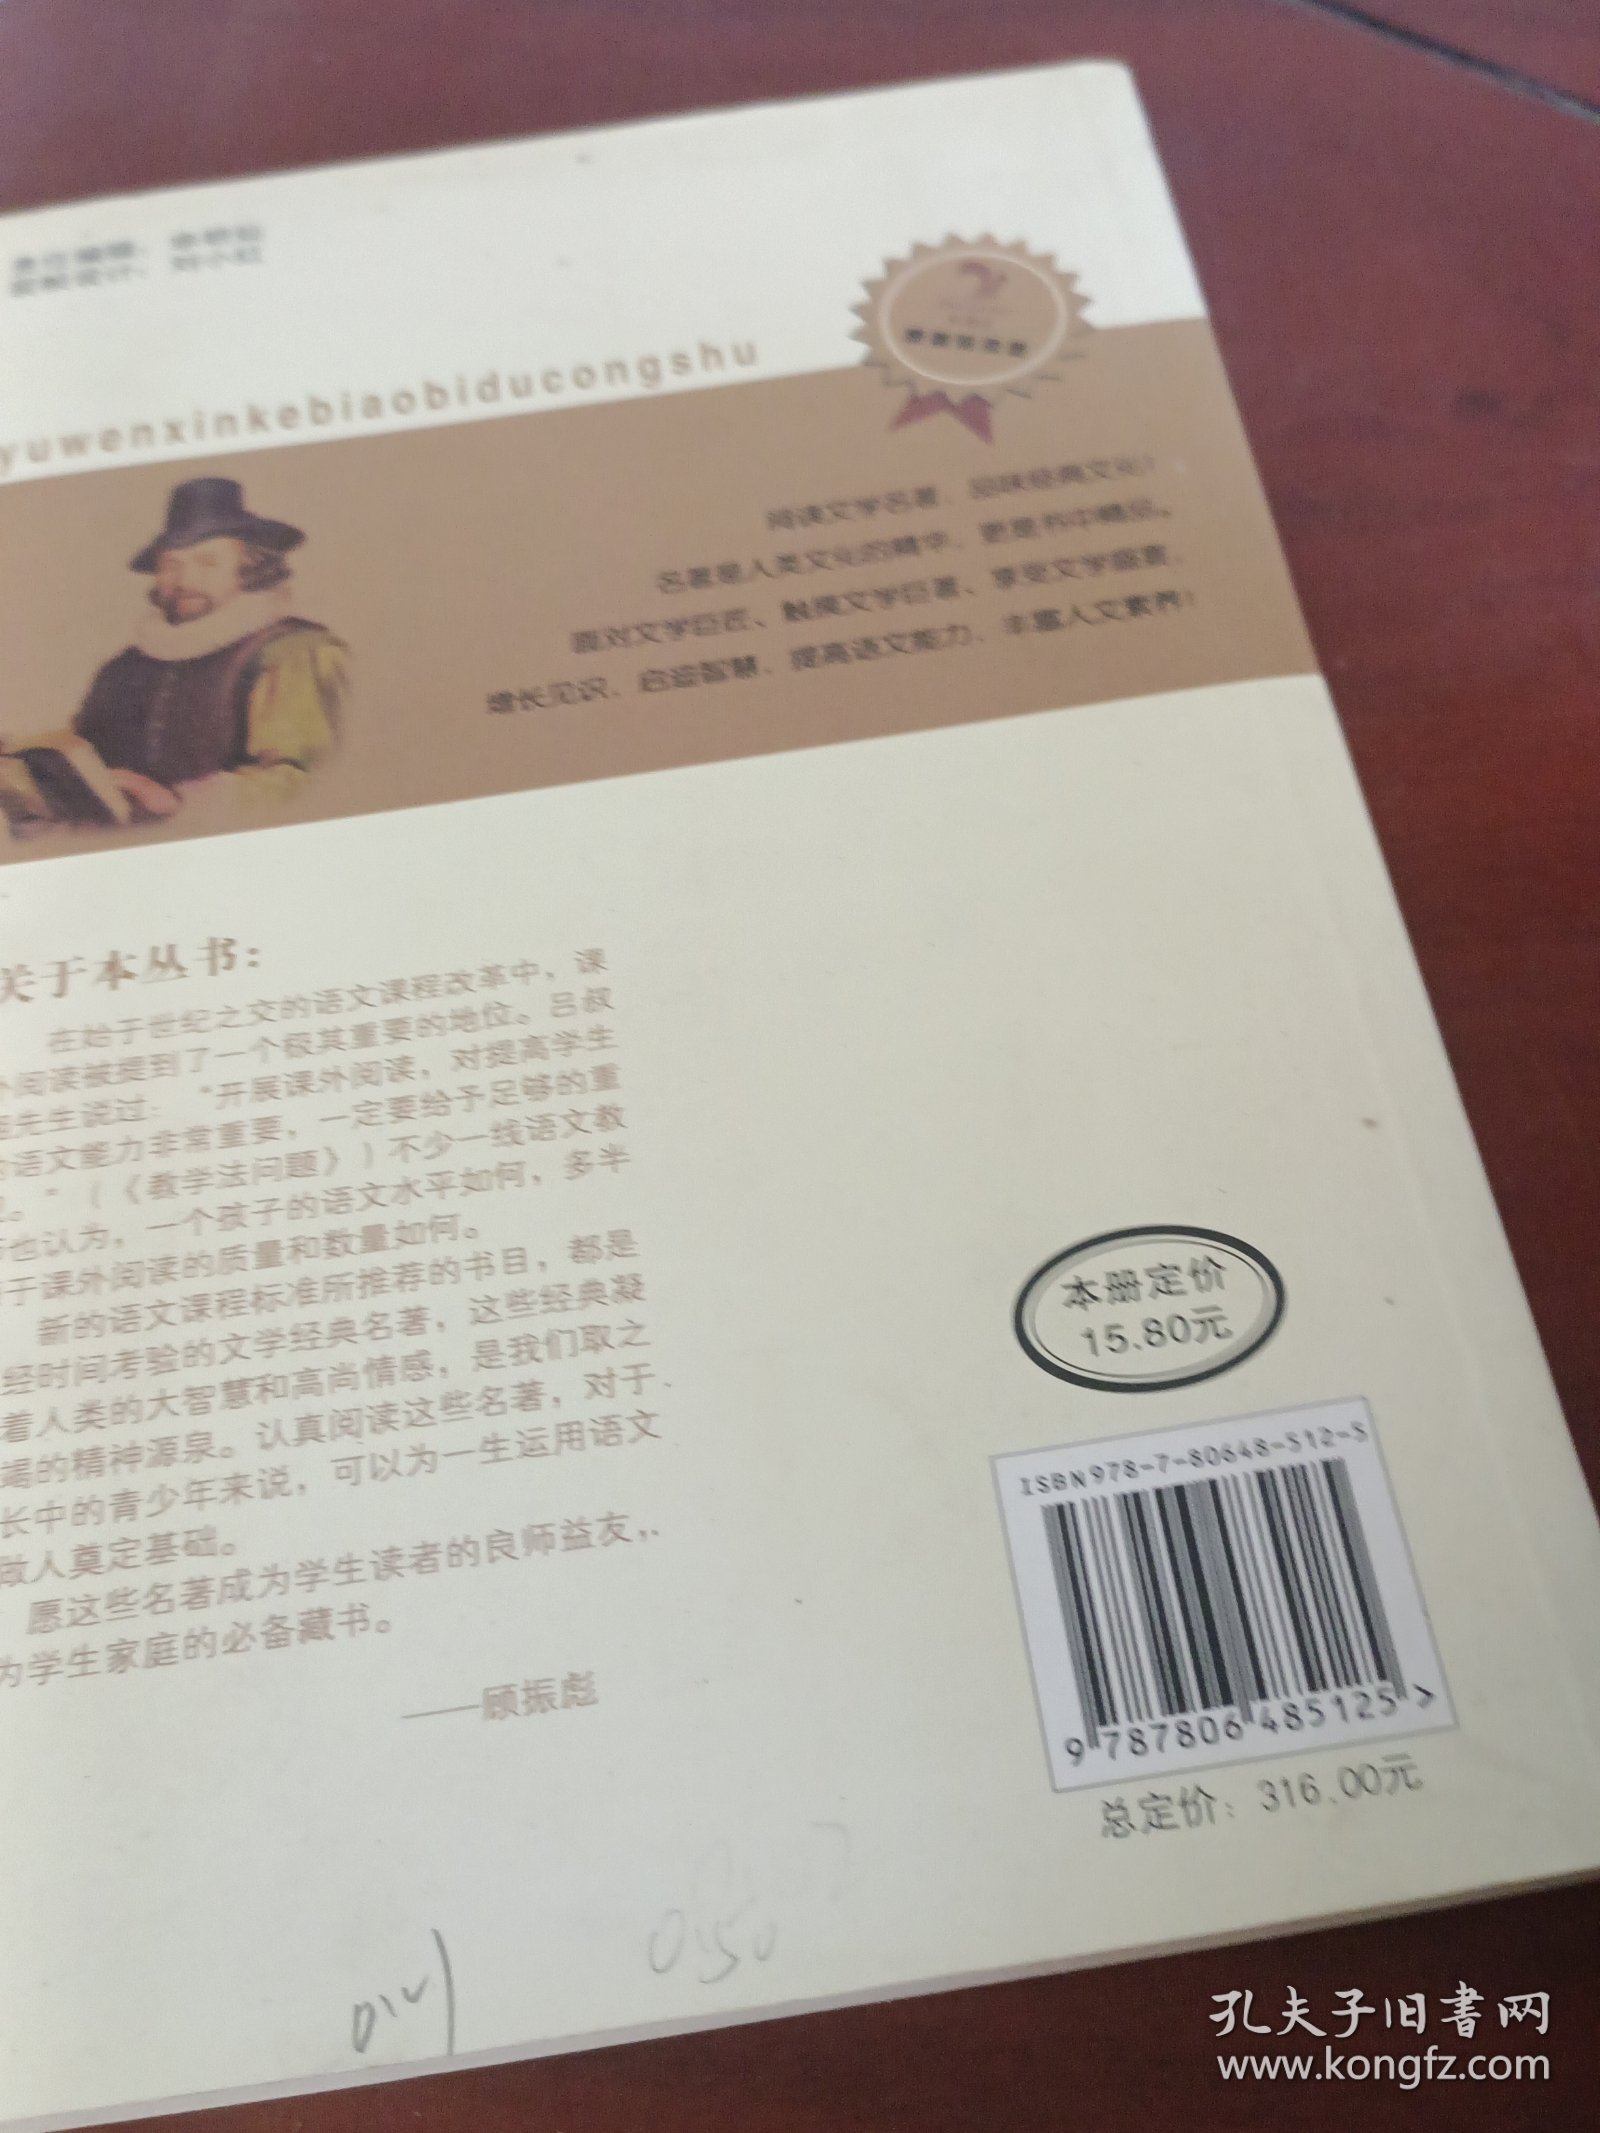 yuwenxinkebiaobiducongshu
阅读文学名著，品味经典文化！
名著是人类文化的精华，更是书中精品。
面对文学巨匠、触摸文学巨著、享受文学盛宴，
增长见识，启迪智慧，提高语文能力，丰富人文素养！
关于本丛书：
在始于世纪之交的语文课程改革中，课
外阅读被提到了一个极其重要的地位。吕叔
先生说过：“开展课外阅读，对提高学生
语文能力非常重要，一定要给予足够的重
。”（《教学法问题》）不少一线语文教
也认为，一个孩子的语文水平如何，多半
于课外阅读的质量和数量如何。
新的语文课程标准所推荐的书目，都是
经时间考验的文学经典名著，这些经典凝
着人类的大智慧和高尚情感，是我们取之
竭的精神源泉。认真阅读这些名著，对于
长中的青少年来说，可以为一生运用语文
做人奠定基础。
愿这些名著成为学生读者的良师益友，
为学生家庭的必备藏书。
——顾振彪
本册定价
15.80元
ISBN978-7-80648-512-5
9 787806 485125 >
总定价：316.00元
孔夫子旧书网
www.kongfz.com